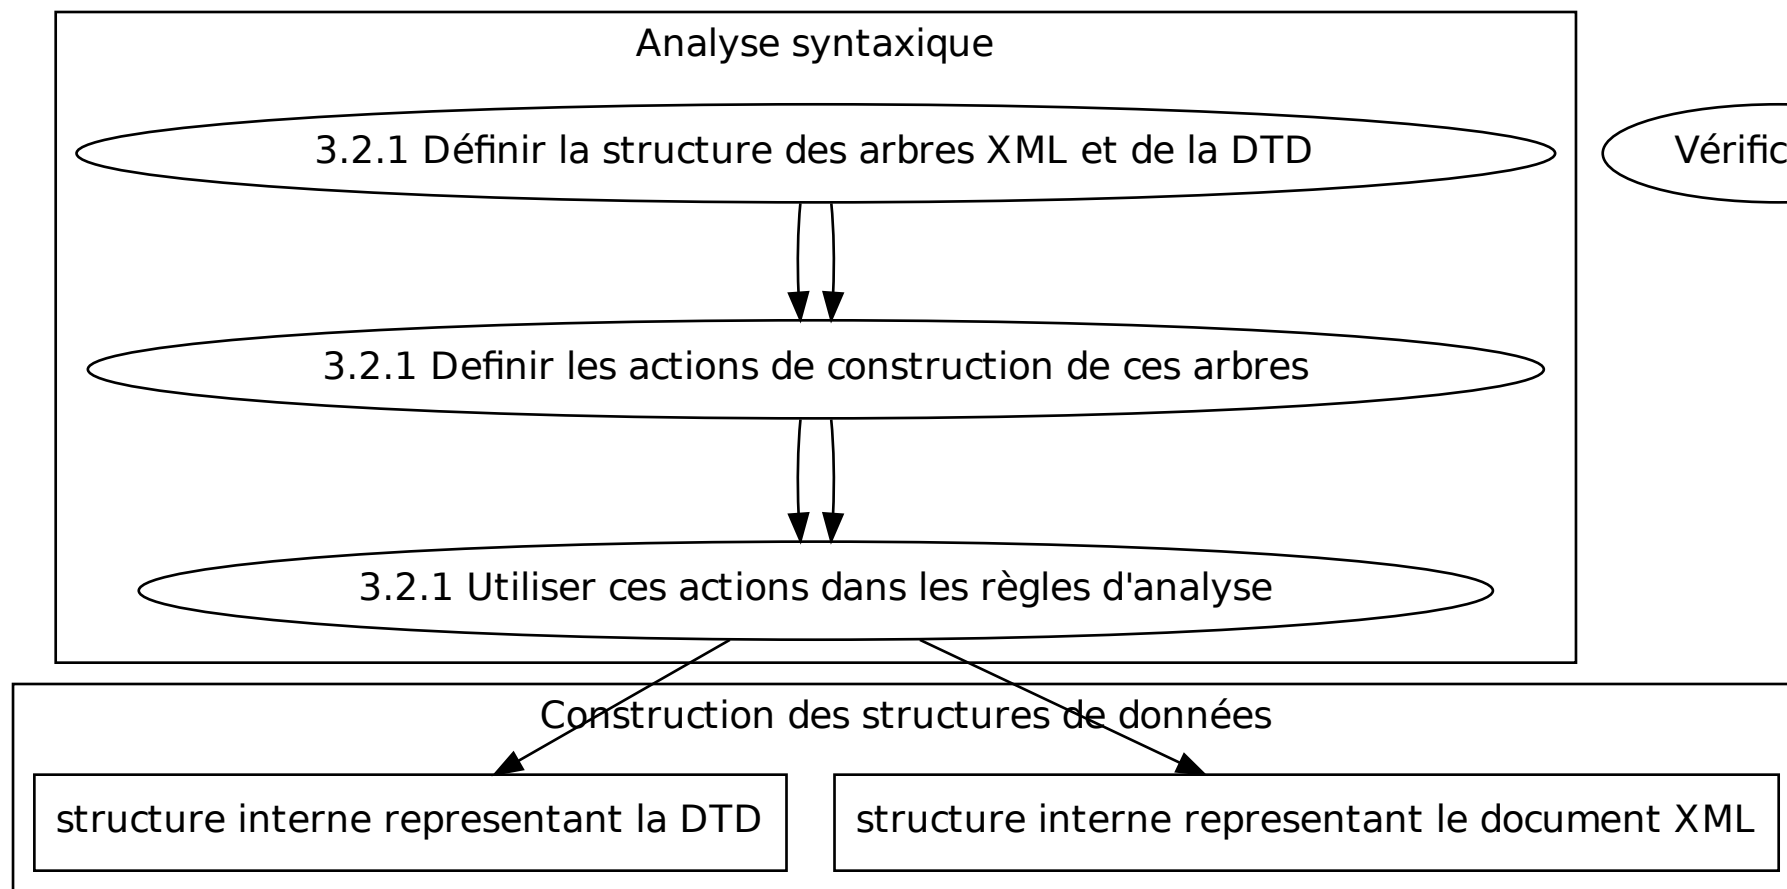 Analyse syntaxique
3.2.1 Définir la structure des arbres XML et de la DTD
3.2.1 Definir les actions de construction de ces arbres
3.2.1 Utiliser ces actions dans les règles d'analyse
Construction des structures de données
structure interne representant la DTD
structure interne representant le document XML